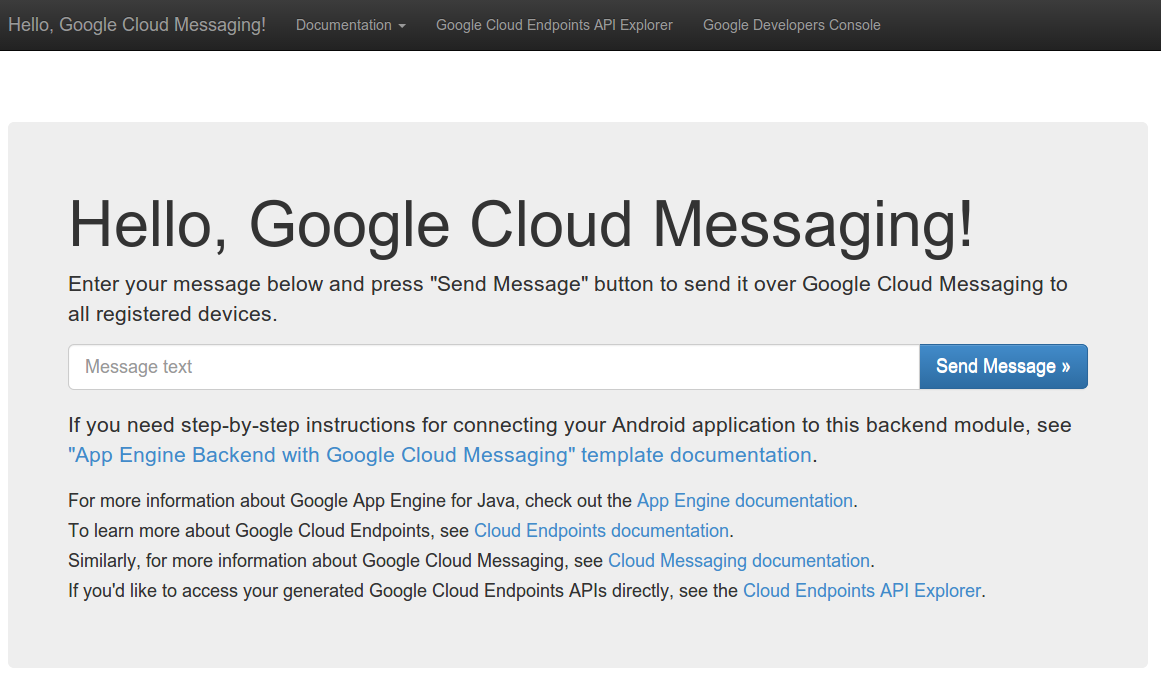 Hello, Google Cloud Messaging! Documentation Google Cloud Endpoints API Explorer Google Developers Console
Hello, Google Cloud Messaging!
Enter your message below and press "Send Message" button to send it over Google Cloud Messaging to
all registered devices.
Message text Send Message »
If you need step-by-step instructions for connecting your Android application to this backend module, see
"App Engine Backend with Google Cloud Messaging" template documentation.
For more information about Google App Engine for Java, check out the App Engine documentation.
To learn more about Google Cloud Endpoints, see Cloud Endpoints documentation.
Similarly, for more information about Google Cloud Messaging, see Cloud Messaging documentation.
If you'd like to access your generated Google Cloud Endpoints APIs directly, see the Cloud Endpoints API Explorer.